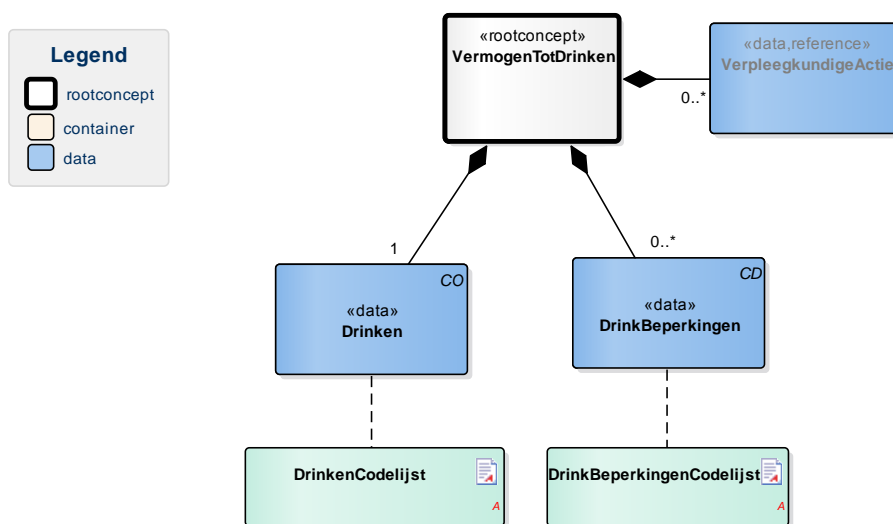 Legend
rootconcept
container
data
«rootconcept»
VermogenTotDrinken
«data,reference»
VerpleegkundigeActie
0..*
1
0..*
CO
«data»
Drinken
CD
«data»
DrinkBeperkingen
DrinkenCodelijst
A
DrinkBeperkingenCodelijst
A